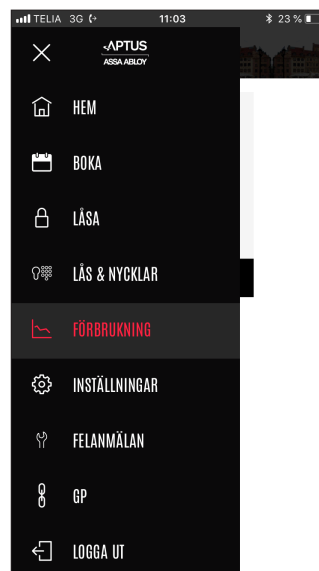 TELIA 3G 11:03 23 %
APTUS
ASSA ABLOY
HEM
BOKA
LÅSA
LÅS & NYCKLAR
FÖRBRUKNING
INSTÄLLNINGAR
FELANMÄLAN
GP
LOGGA UT